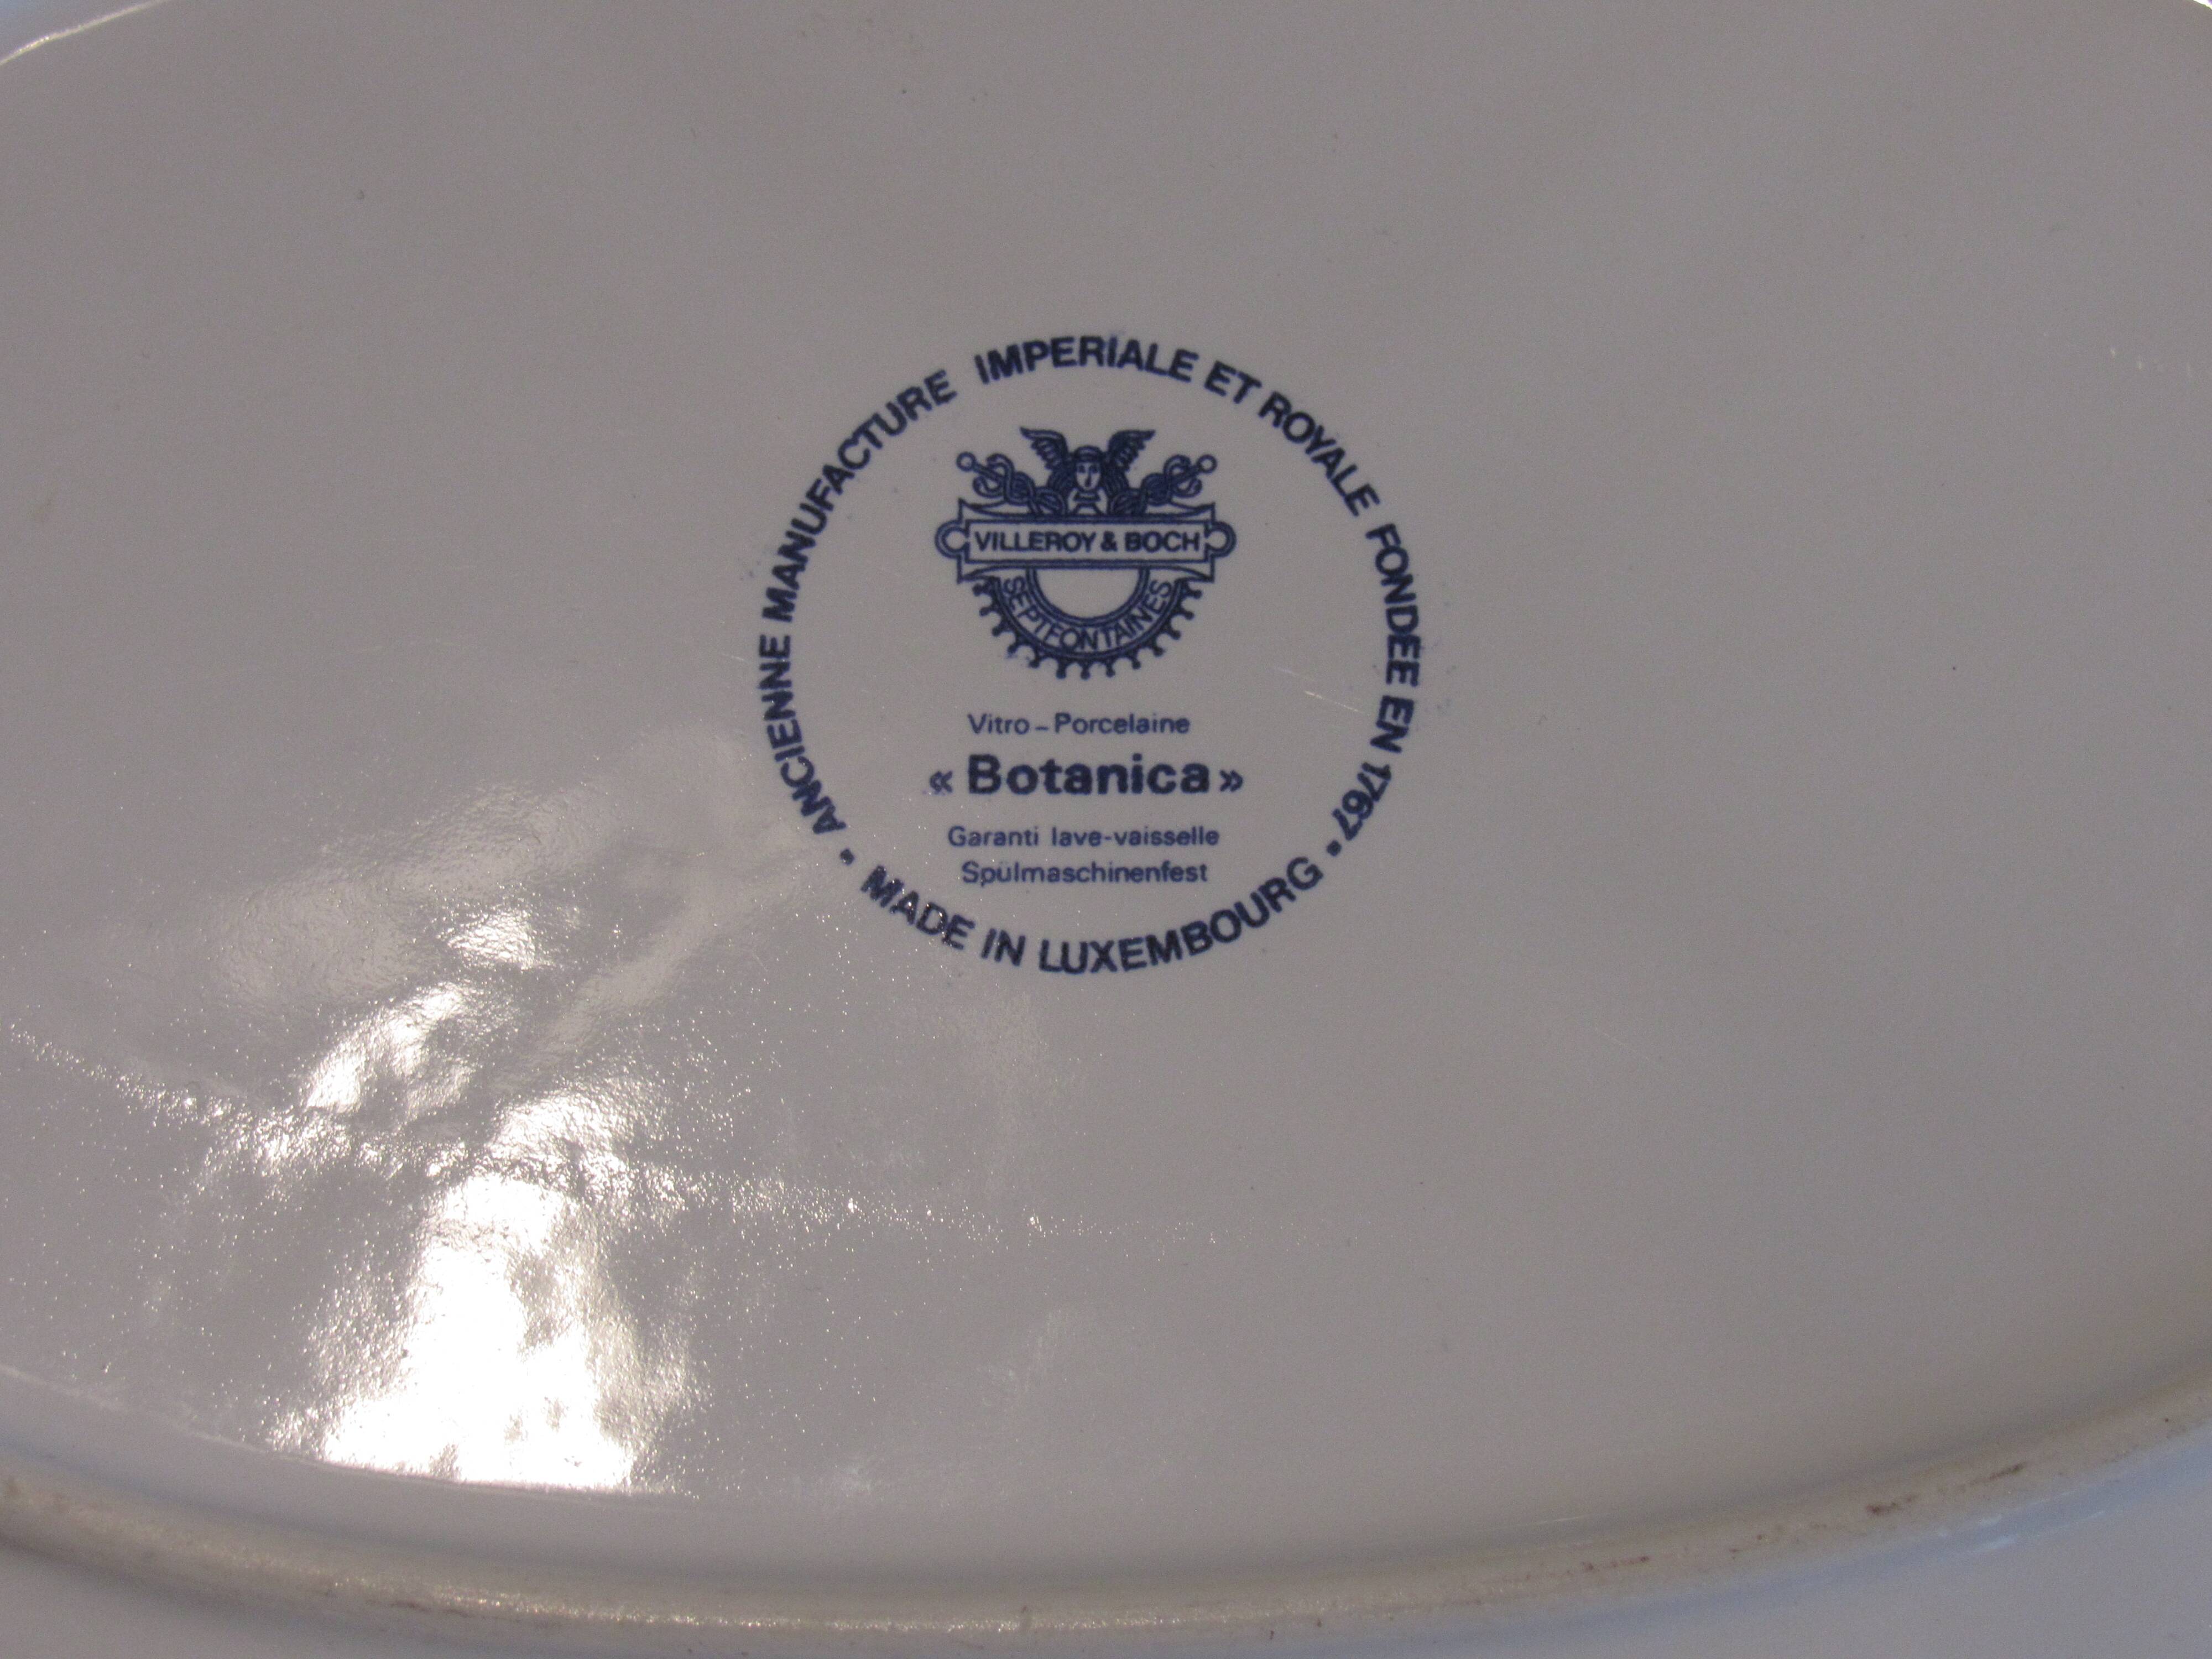 ANCIENNE MANUFACTURE IMPERIALE ET ROYALE FONDEE EN 1767 •
VILLEROY & BOCH
SEPTFONTAINES
Vitro-Porcelaine
« Botanica »
Garanti lave-vaisselle
Spülmaschinenfest
• MADE IN LUXEMBOURG